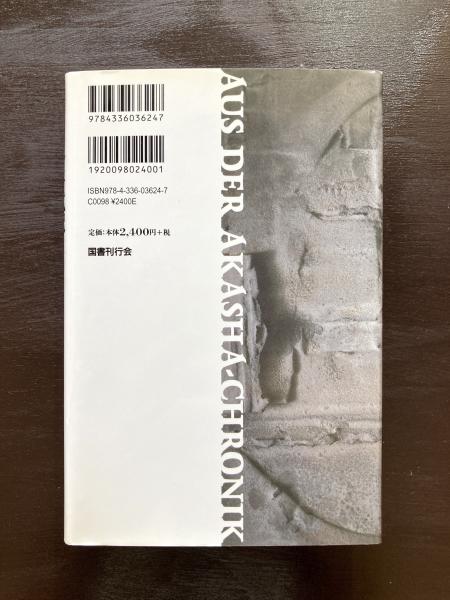 9784336036247
1920098024001
ISBN978-4-336-03624-7
C0098 ¥2400E
定価：本体2,400円+税
国書刊行会
AUS DER AKASHA-CHRONIK